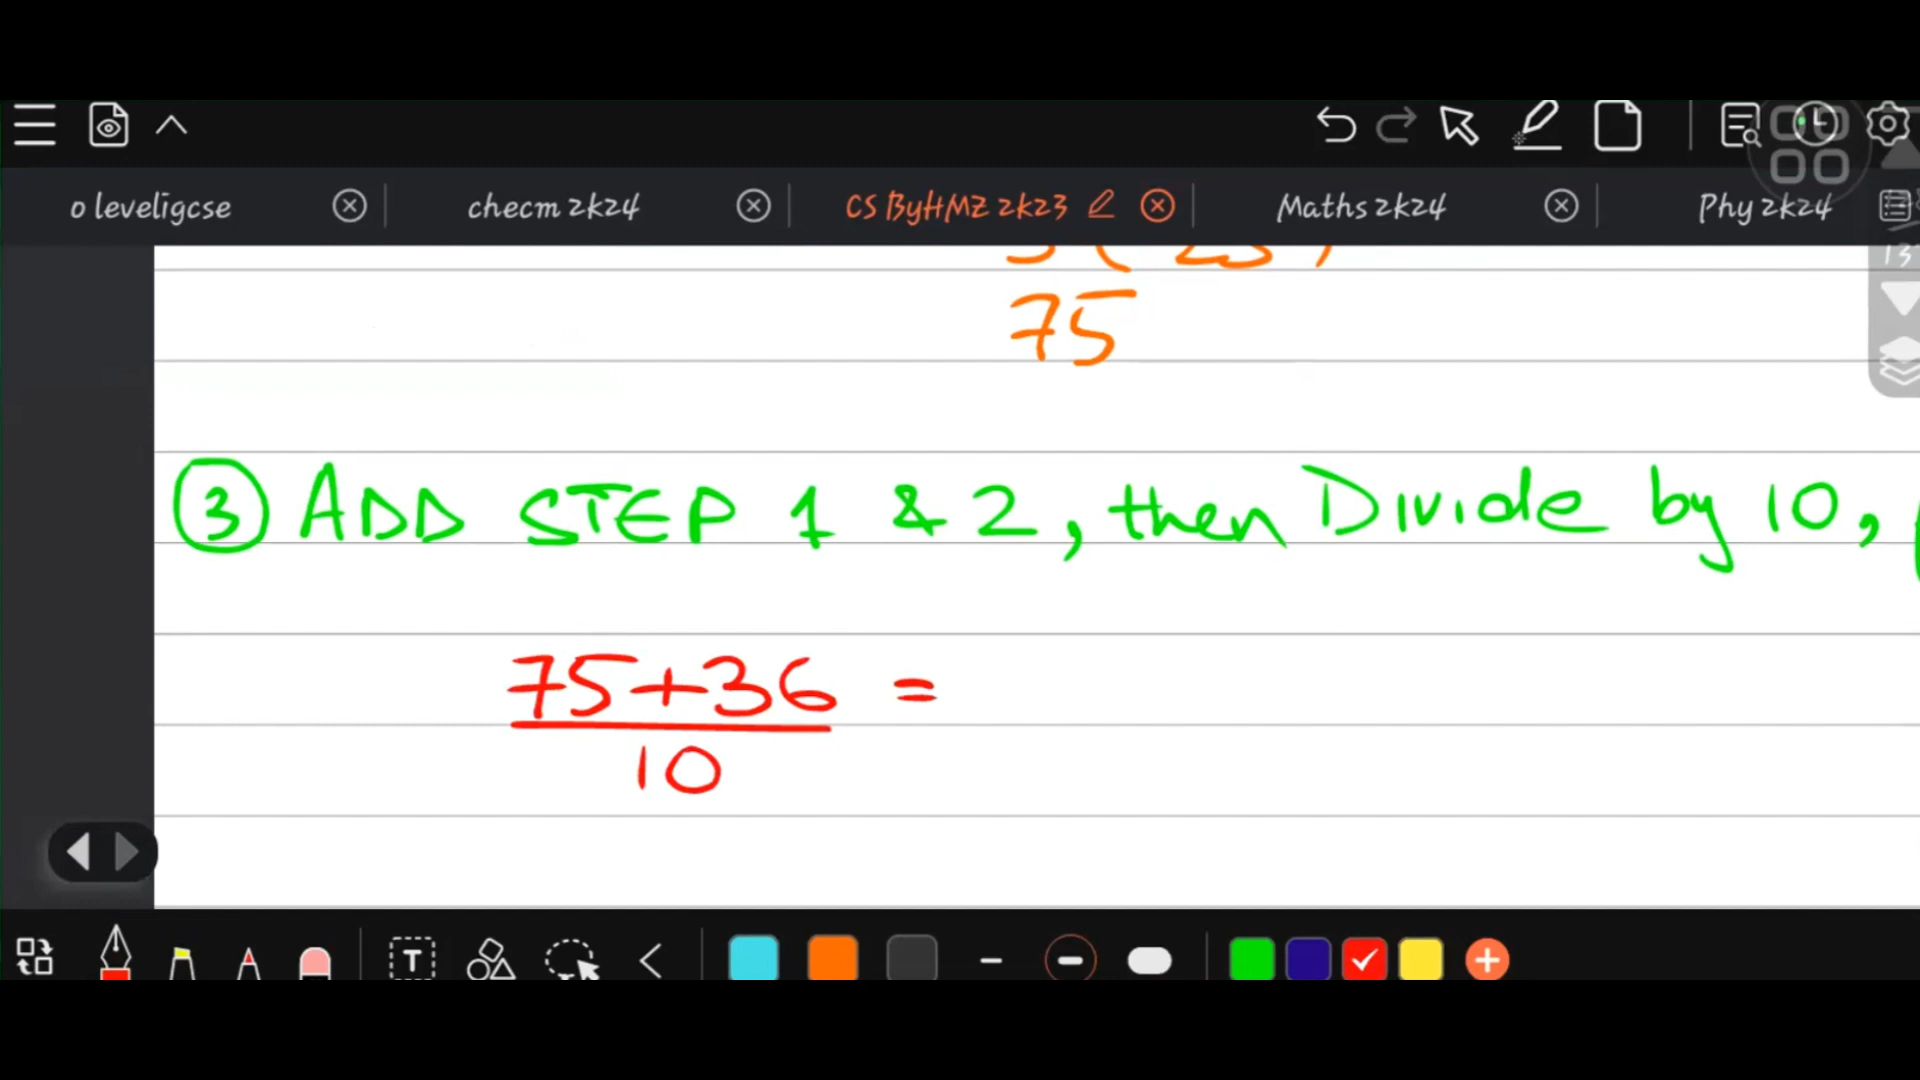 o leveligcse checm 2k24 CS ByHMZ 2k23 Maths 2k24 Phy 2k24
75
3 ADD STEP 1 & 2, then Divide by 10,
75+36 =
10
T